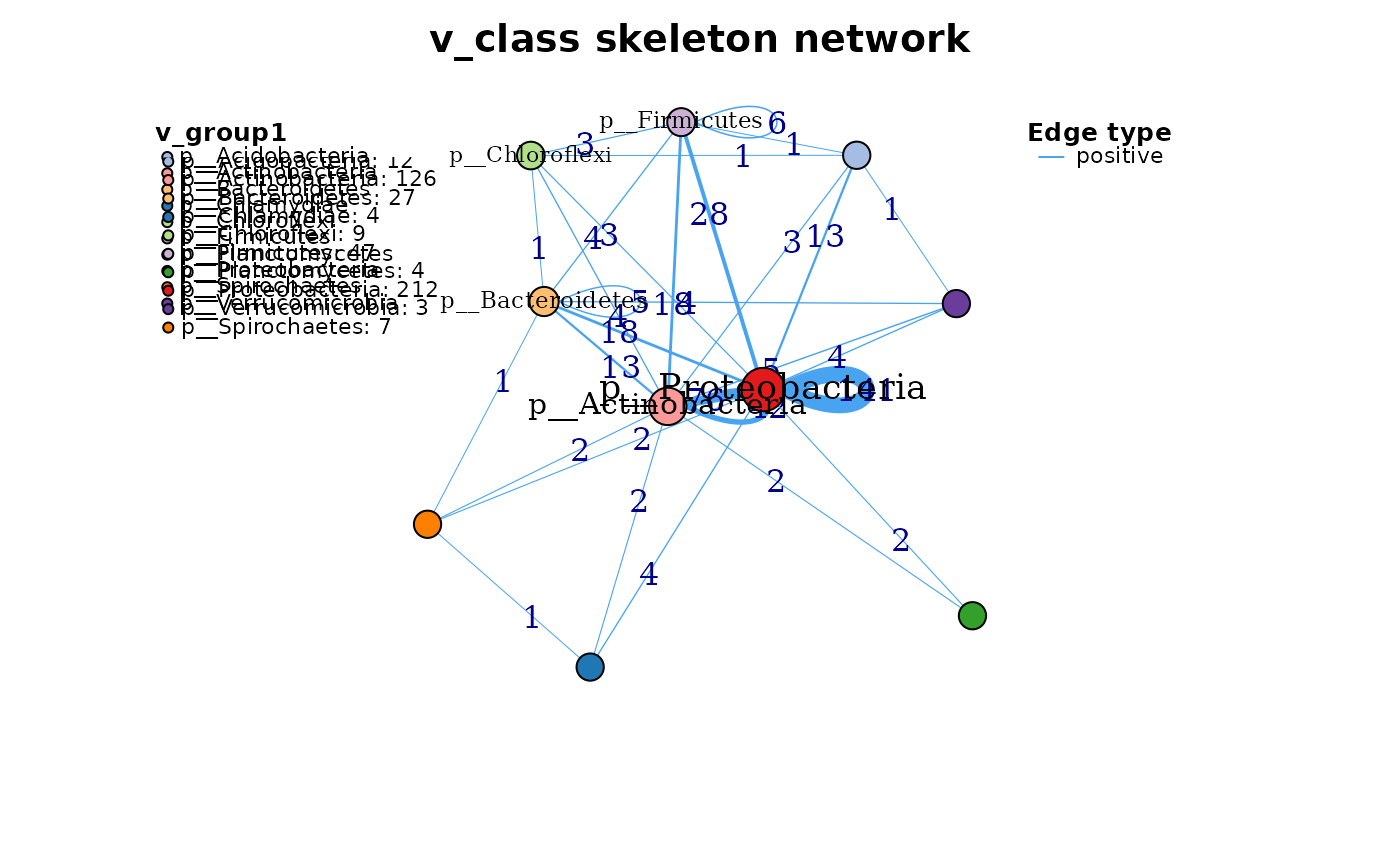 v_class skeleton network
v_group1
p__Acidobacteria
p__Acidobacteria: 12
p__Actinobacteria
p__Actinobacteria: 126
p__Bacteroidetes
p__Bacteroidetes: 27
p__Chlamydiae
p__Chlamydiae: 4
p__Chloroflexi
p__Chloroflexi: 9
p__Firmicutes
p__Firmicutes: 47
p__Planctomycetes
p__Planctomycetes: 4
p__Proteobacteria
p__Proteobacteria: 212
p__Spirochaetes
p__Verrucomicrobia
p__Verrucomicrobia: 3
p__Spirochaetes: 7
Edge type
positive
p__Firmicutes
6
3
1
1
p__Chloroflexi
28
1
4
3
3
13
1
p__Bacteroidetes
5
18
4
4
18
13
5
4
p__Proteobacteria
141
p__Actinobacteria
76
12
1
2
2
2
2
2
4
1